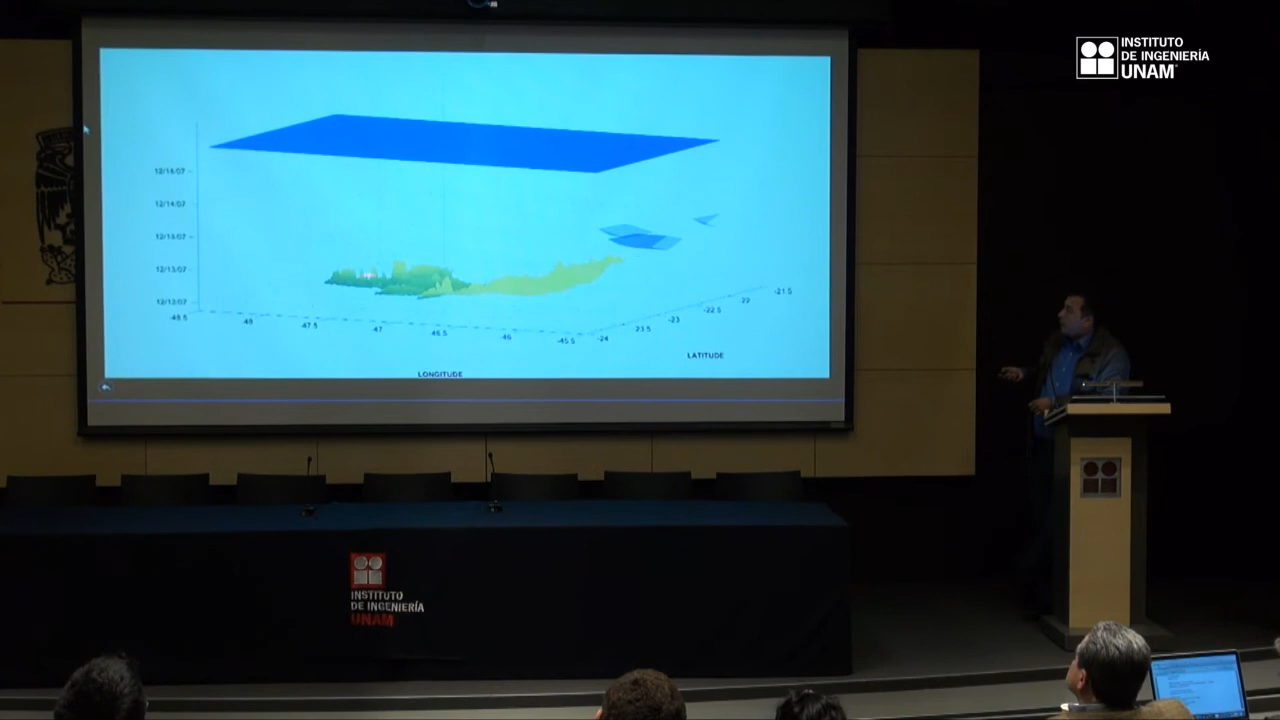 INSTITUTO
DE INGENIERÍA
UNAM
12/14/07
12/14/07
12/13/07
12/13/07
12/12/07
-48.5
-48
-47.5
-47
-46.5
-46
-45.5
-24
-23.5
-23
-22.5
-22
-21.5
LATITUDE
LONGITUDE
INSTITUTO
DE INGENIERÍA
UNAM